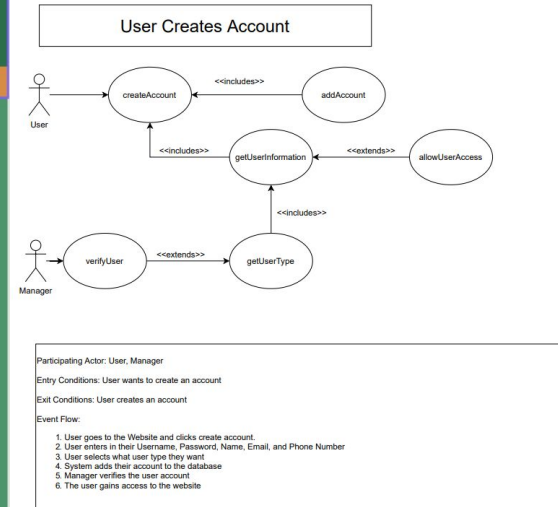 User Creates Account
<<includes>>
createAccount
addAccount
User
<<includes>>
getUserInformation
<<extends>>
allowUserAccess
<<includes>>
verifyUser
<<extends>>
getUserType
Manager
Participating Actor: User, Manager
Entry Conditions: User wants to create an account
Exit Conditions: User creates an account
Event Flow:
1. User goes to the Website and clicks create account.
2. User enters in their Username, Password, Name, Email, and Phone Number
3. User selects what user type they want
4. System adds their account to the database
5. Manager verifies the user account
6. The user gains access to the website